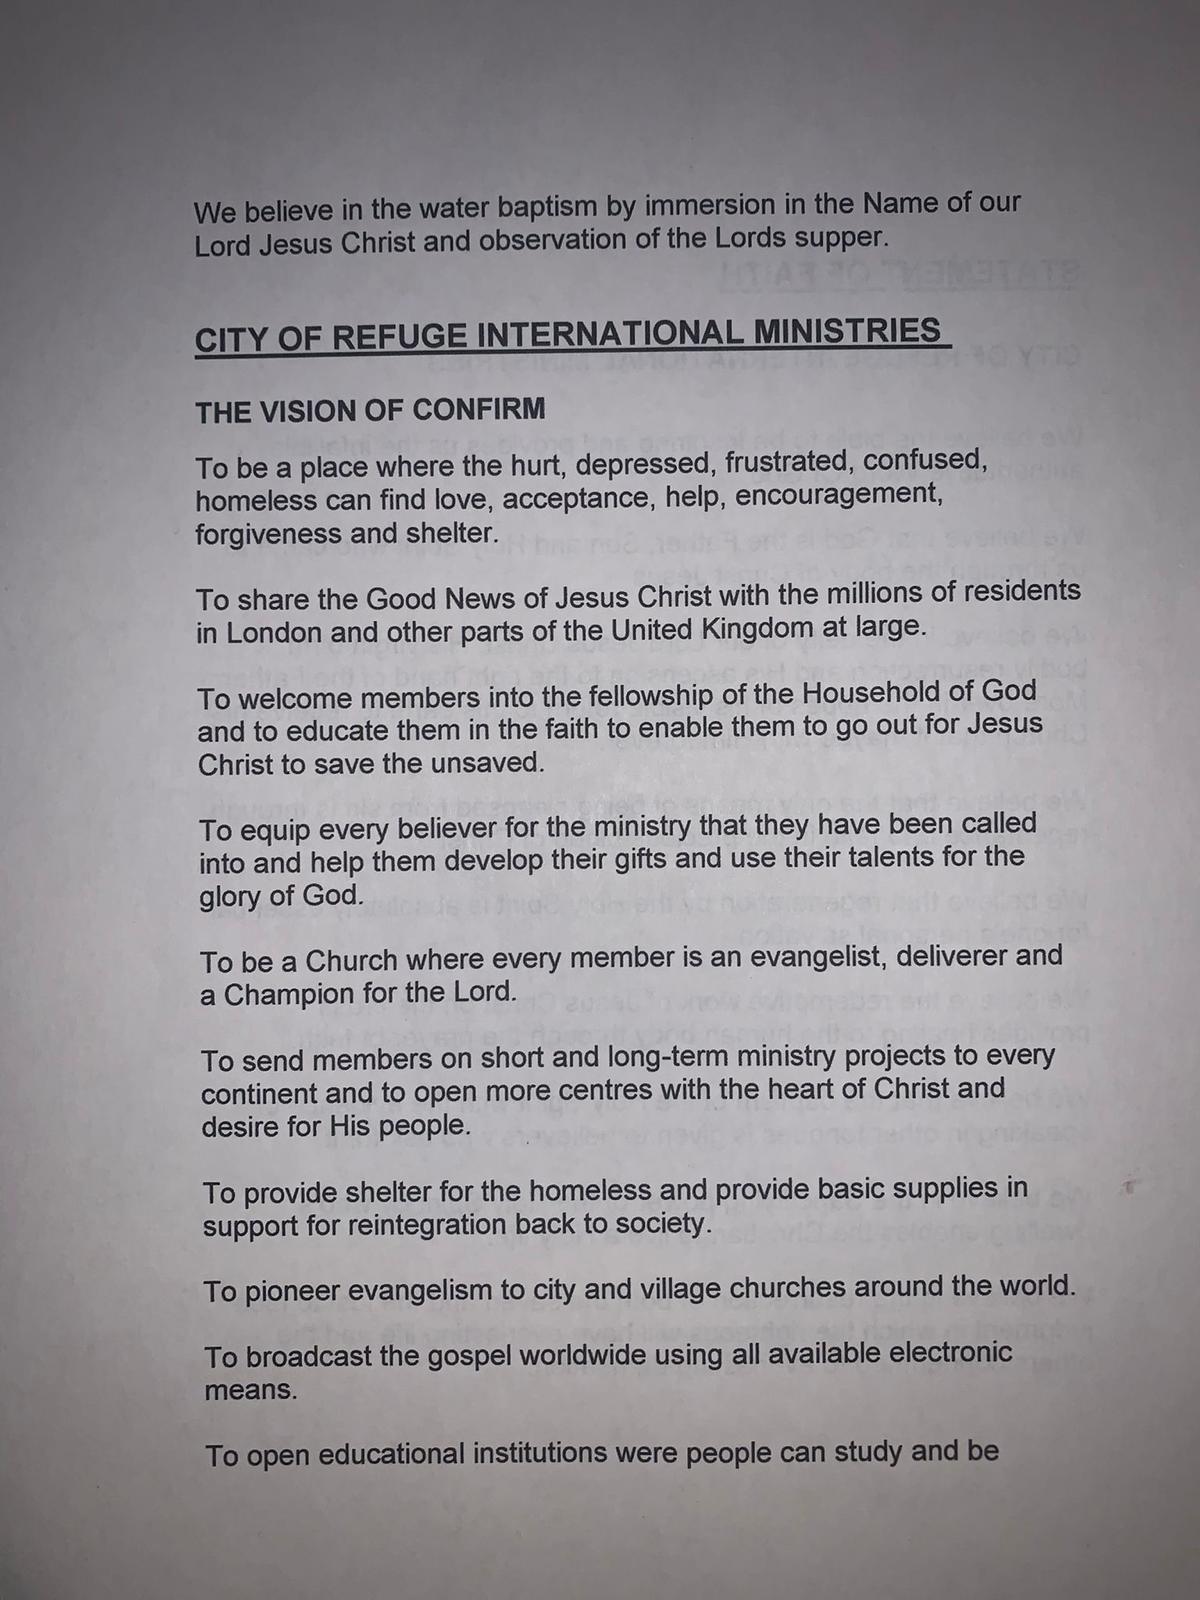 We believe in the water baptism by immersion in the Name of our
Lord Jesus Christ and observation of the Lords supper.
CITY OF REFUGE INTERNATIONAL MINISTRIES
THE VISION OF CONFIRM
To be a place where the hurt, depressed, frustrated, confused,
homeless can find love, acceptance, help, encouragement,
forgiveness and shelter.
To share the Good News of Jesus Christ with the millions of residents
in London and other parts of the United Kingdom at large.
To welcome members into the fellowship of the Household of God
and to educate them in the faith to enable them to go out for Jesus
Christ to save the unsaved.
To equip every believer for the ministry that they have been called
into and help them develop their gifts and use their talents for the
glory of God.
To be a Church where every member is an evangelist, deliverer and
a Champion for the Lord.
To send members on short and long-term ministry projects to every
continent and to open more centres with the heart of Christ and
desire for His people.
To provide shelter for the homeless and provide basic supplies in
support for reintegration back to society.
To pioneer evangelism to city and village churches around the world.
To broadcast the gospel worldwide using all available electronic
means.
To open educational institutions were people can study and be